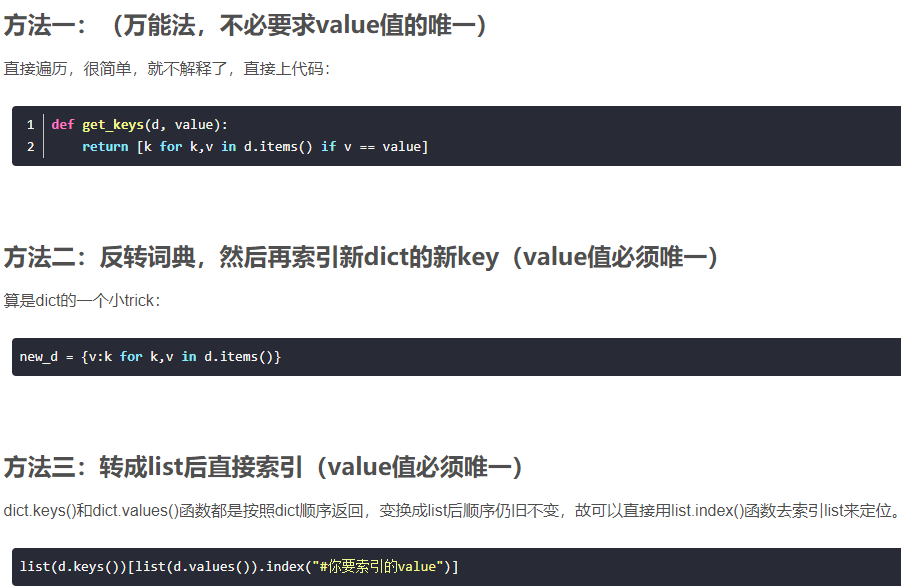 方法一：（万能法，不必要求value值的唯一）
直接遍历，很简单，就不解释了，直接上代码：
1 def get_keys(d, value):
2     return [k for k,v in d.items() if v == value]
方法二：反转词典，然后再索引新dict的新key（value值必须唯一）
算是dict的一个小trick：
new_d = {v:k for k,v in d.items()}
方法三：转成list后直接索引（value值必须唯一）
dict.keys()和dict.values()函数都是按照dict顺序返回，变换成list后顺序仍旧不变，故可以直接用list.index()函数去索引list来定位。
list(d.keys())[list(d.values()).index("#你要索引的value")]